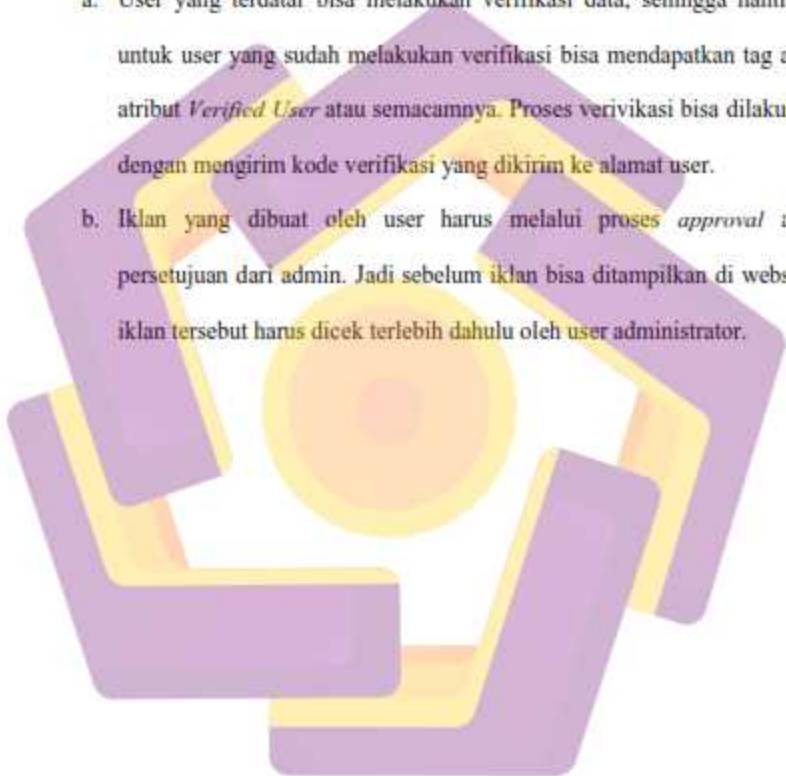 a. User yang terdatar bisa melakukan verifikasi data, sehingga
untuk user yang sudah melakukan verifikasi bisa mendapatkan tag
atribut Verified User atau semacamnya. Proses verivikasi bisa
dengan mengirim kode verifikasi yang dikirim ke alamat user.
b. Iklan yang dibuat oleh user harus melalui proses approval
persetujuan dari admin. Jadi sebelum iklan bisa ditampilkan di
iklan tersebut harus dicek terlebih dahulu oleh user administrator.